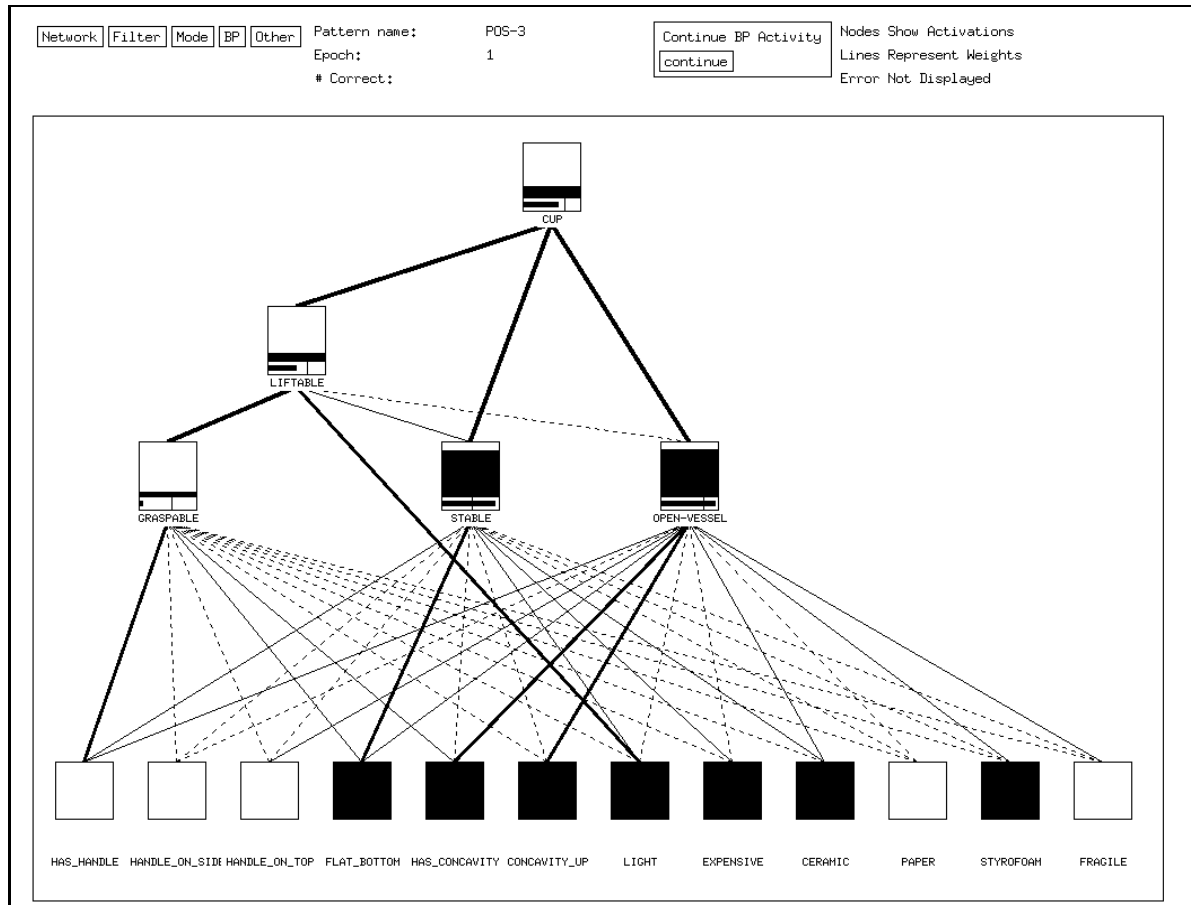 Network Filter Mode BP Other
Pattern name: POS-3
Epoch: 1
# Correct:
Continue BP Activity
continue
Nodes Show Activations
Lines Represent Weights
Error Not Displayed
CUP
LIFTABLE
GRASPABLE STABLE OPEN-VESSEL
HAS_HANDLE HANDLE_ON_SIDE HANDLE_ON_TOP FLAT_BOTTOM HAS_CONCAVITY CONCAVITY_UP LIGHT EXPENSIVE CERAMIC PAPER STYROFOAM FRAGILE